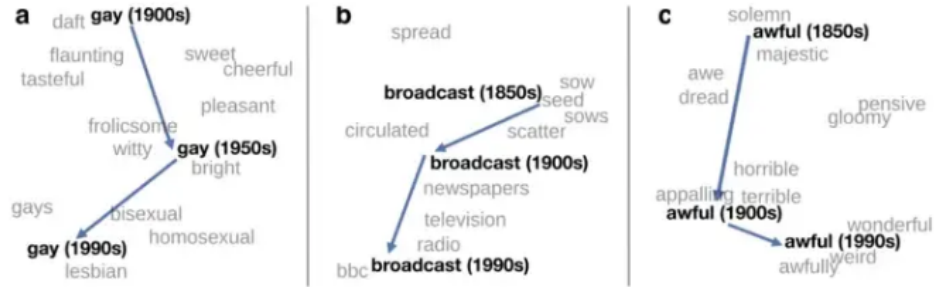 a
daft gay (1900s)
flaunting sweet
tasteful cheerful
pleasant
frolicsome
witty gay (1950s)
bright
gays bisexual
homosexual
gay (1990s)
lesbian
b
spread
sow
broadcast (1850s) seed
sows
circulated scatter
broadcast (1900s)
newspapers
television
radio
bbc broadcast (1990s)
c
solemn
awful (1850s)
majestic
awe
dread pensive
gloomy
horrible
appalling terrible
awful (1900s)
wonderful
awful (1990s)
weird
awfully